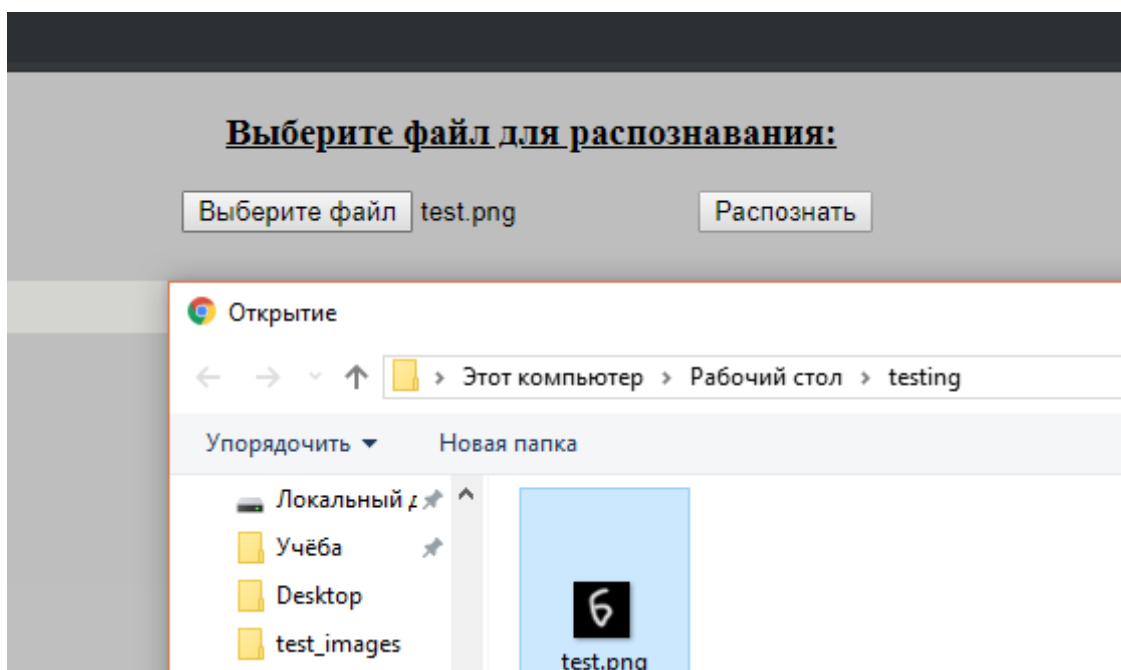 Выберите файл для распознавания:
Выберите файл test.png Распознать
Открытие
Этот компьютер > Рабочий стол > testing
Упорядочить Новая папка
Локальный д
Учёба
Desktop
test_images
6
test.png